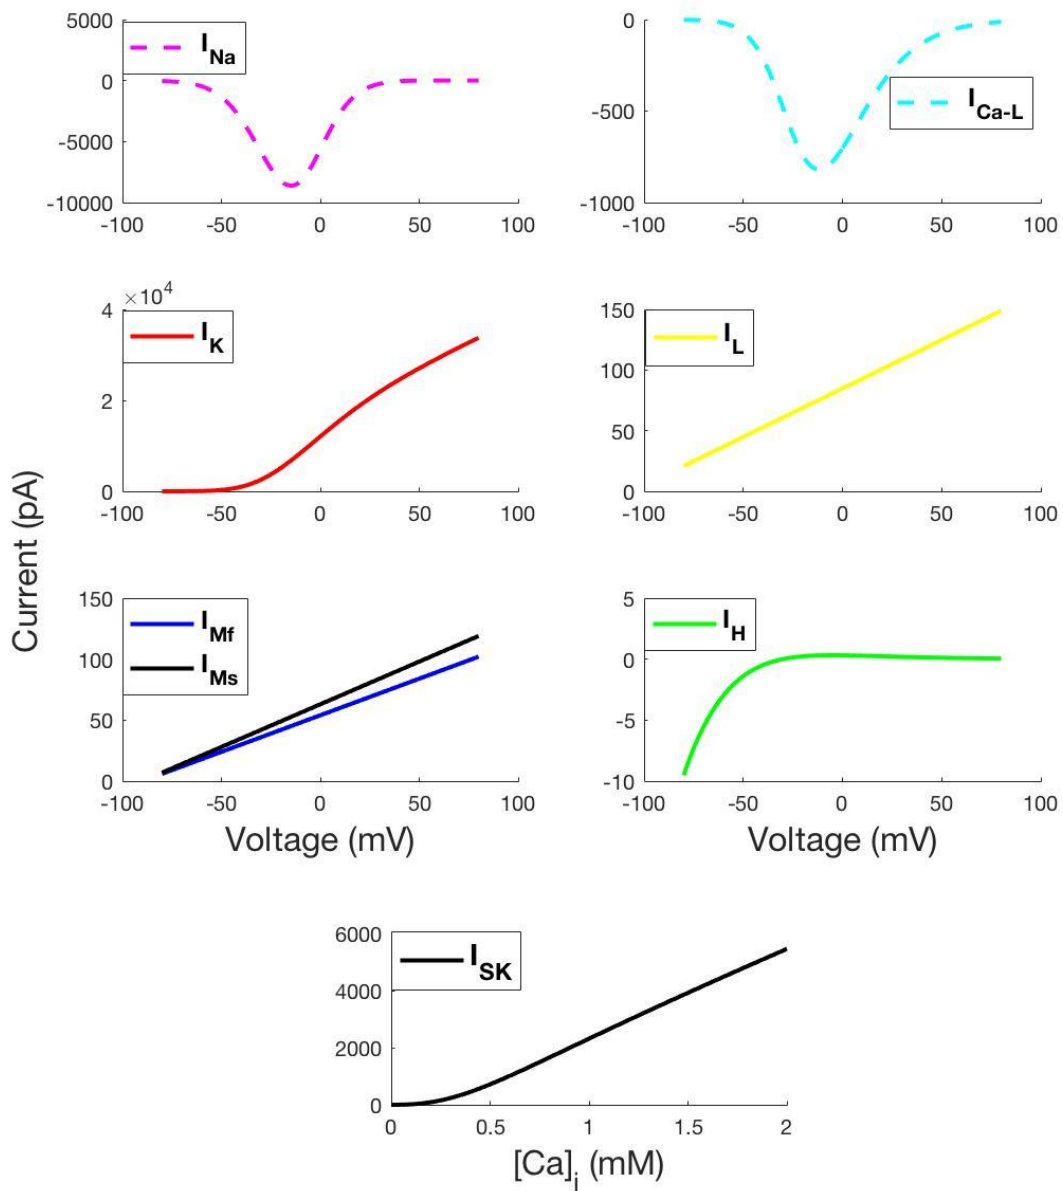 5000
0
-5000
-10000
-100 -50 0 50 100
I_Na
0
-500
-1000
-100 -50 0 50 100
I_Ca-L
×10^4
4
2
0
-100 -50 0 50 100
I_K
150
100
50
0
-100 -50 0 50 100
I_L
Current (pA)
150
100
50
0
-100 -50 0 50 100
I_Mf
I_Ms
Voltage (mV)
5
0
-5
-10
-100 -50 0 50 100
I_H
Voltage (mV)
6000
4000
2000
0
0 0.5 1 1.5 2
I_SK
[Ca]_i (mM)